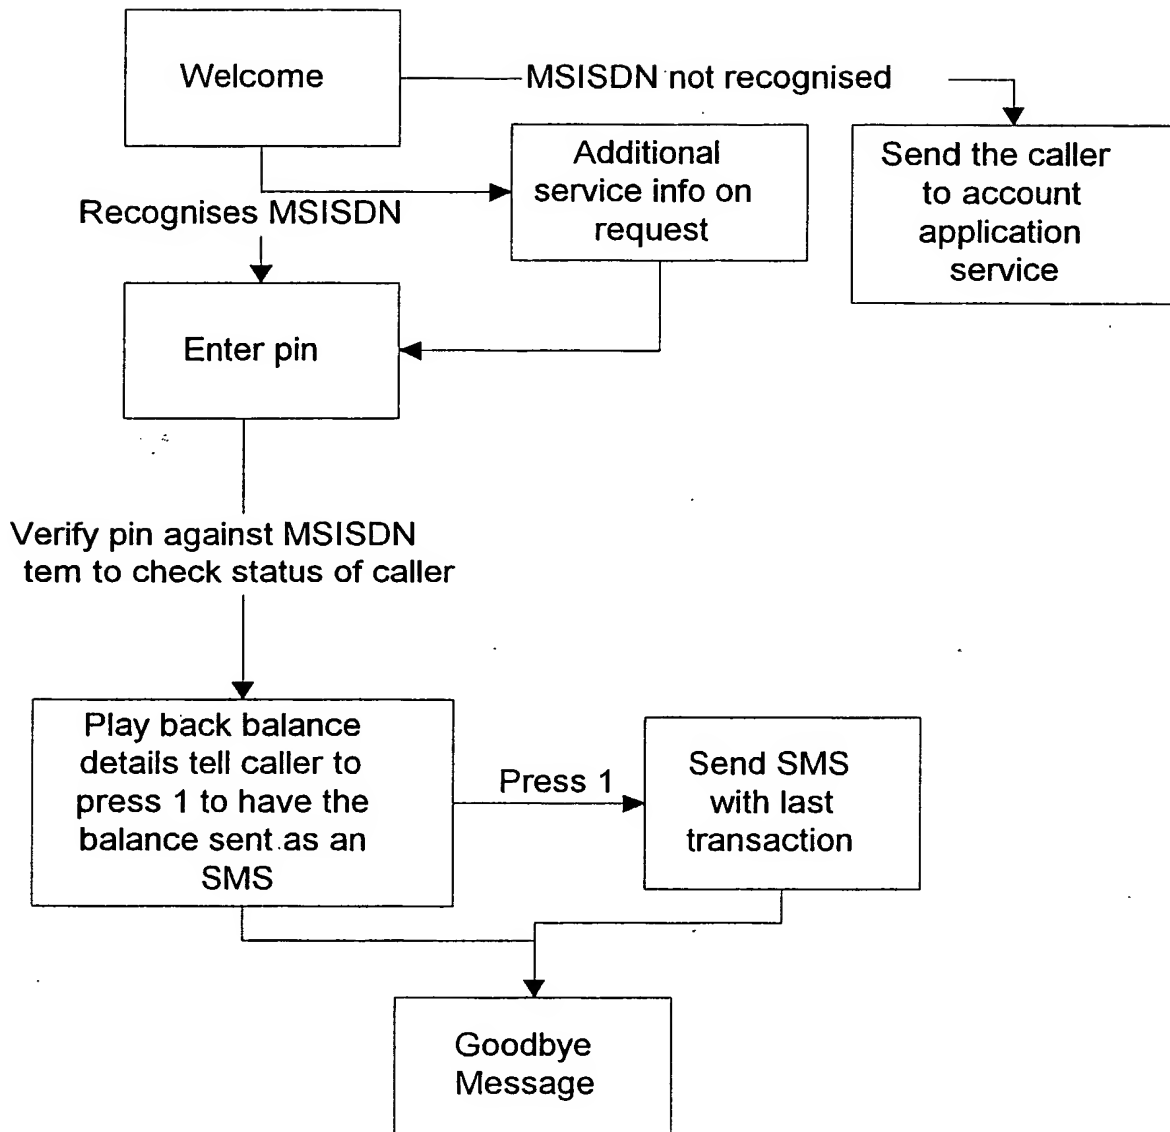 Welcome
MSISDN not recognised
Additional
service info on
request
Send the caller
to account
application
service
Recognises MSISDN
Enter pin
Verify pin against MSISDN
tem to check status of caller
Play back balance
details tell caller to
press 1 to have the
balance sent as an
SMS
Press 1
Send SMS
with last
transaction
Goodbye
Message